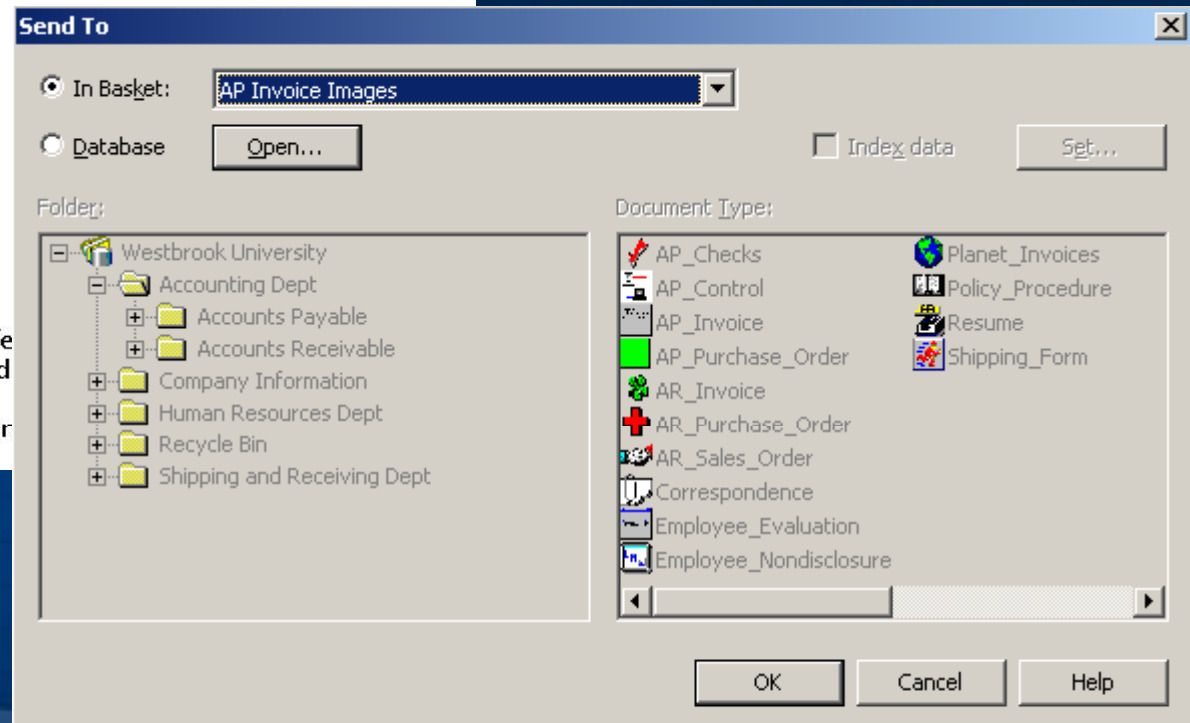 Send To
In Basket:
AP Invoice Images
Database
Open...
Index data
Set...
Folder:
Westbrook University
Accounting Dept
Accounts Payable
Accounts Receivable
Company Information
Human Resources Dept
Recycle Bin
Shipping and Receiving Dept
Document Type:
AP_Checks
AP_Control
AP_Invoice
AP_Purchase_Order
AR_Invoice
AR_Purchase_Order
AR_Sales_Order
Correspondence
Employee_Evaluation
Employee_Nondisclosure
Planet_Invoices
Policy_Procedure
Resume
Shipping_Form
OK
Cancel
Help